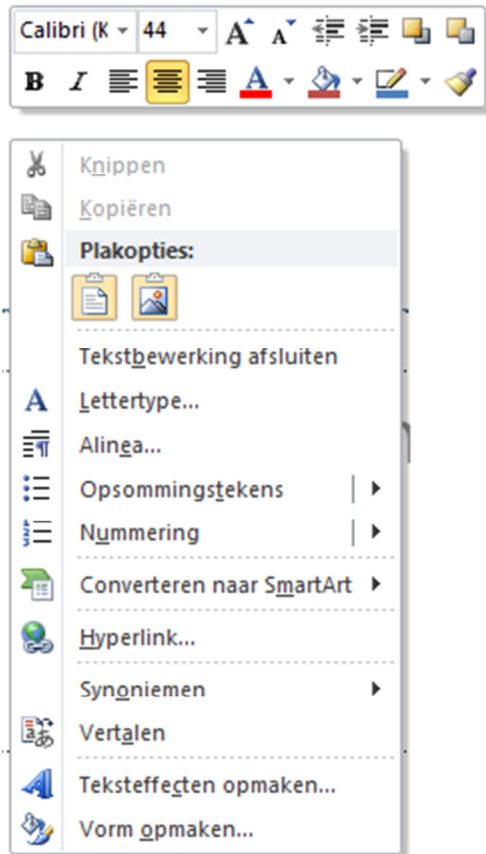 Calibri (K 44
Knippen
Kopiëren
Plakopties:
Tekstbewerking afsluiten
Lettertype...
Alinea...
Opsommingstekens
Nummering
Converteren naar SmartArt
Hyperlink...
Synoniemen
Vertalen
Teksteffecten opmaken...
Vorm opmaken...